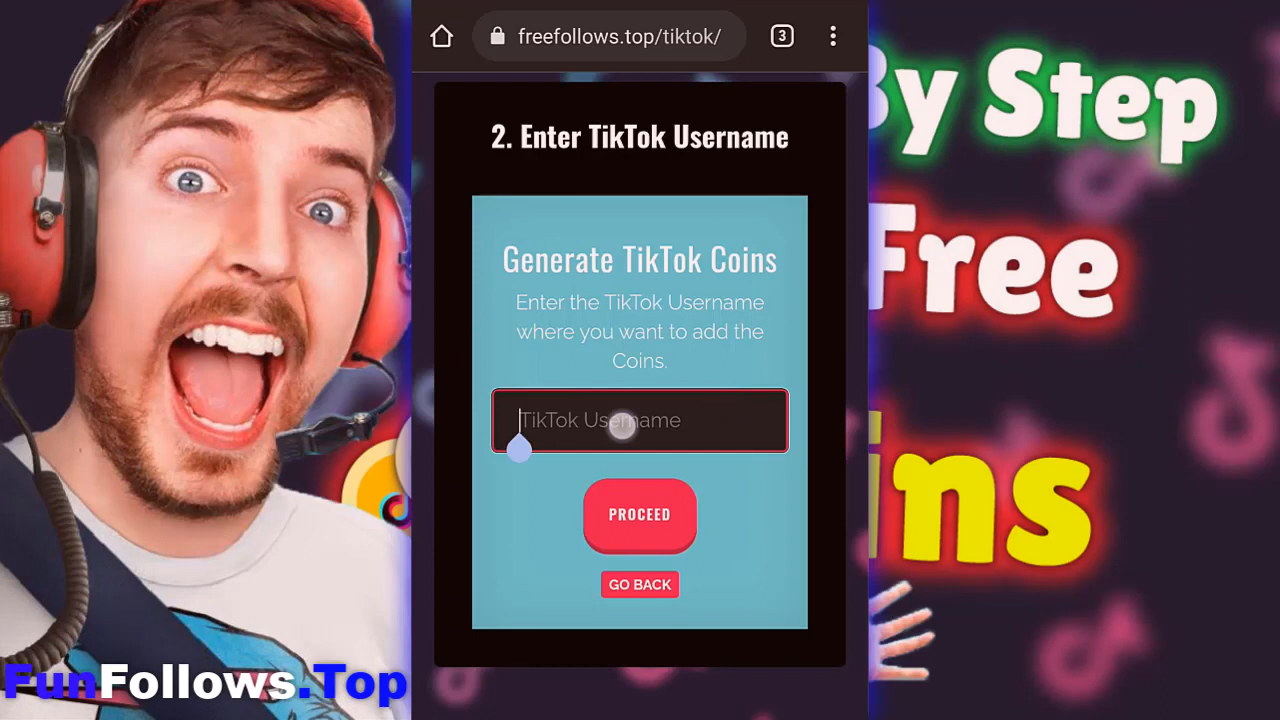 freefollows.top/tiktok/
3
2. Enter TikTok Username
Generate TikTok Coins
Enter the TikTok Username
where you want to add the
Coins.
TikTok Username
PROCEED
GO BACK
By Step
Free
ins
FunFollows.Top